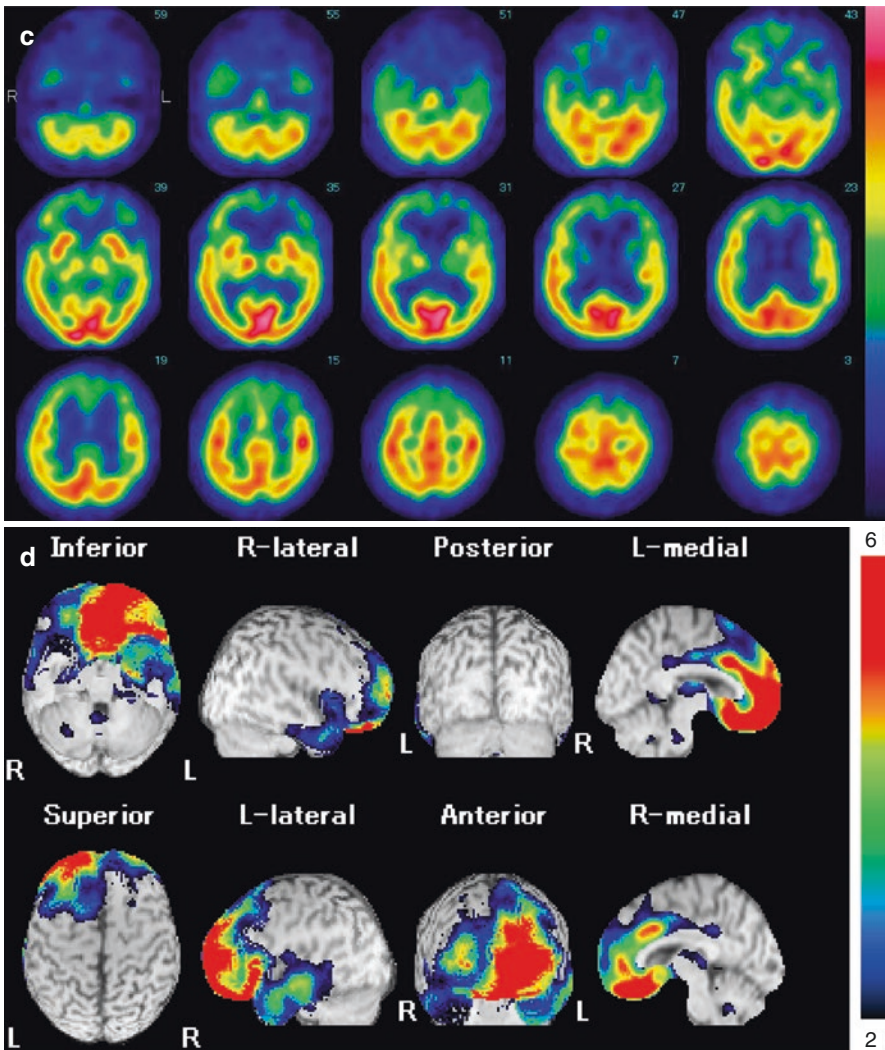 c
59 55 51 47 43
R L
39 35 31 27 23
19 15 11 7 3
d
Inferior R-lateral Posterior L-medial
6
R L L R
Superior L-lateral Anterior R-medial
L R R L
2